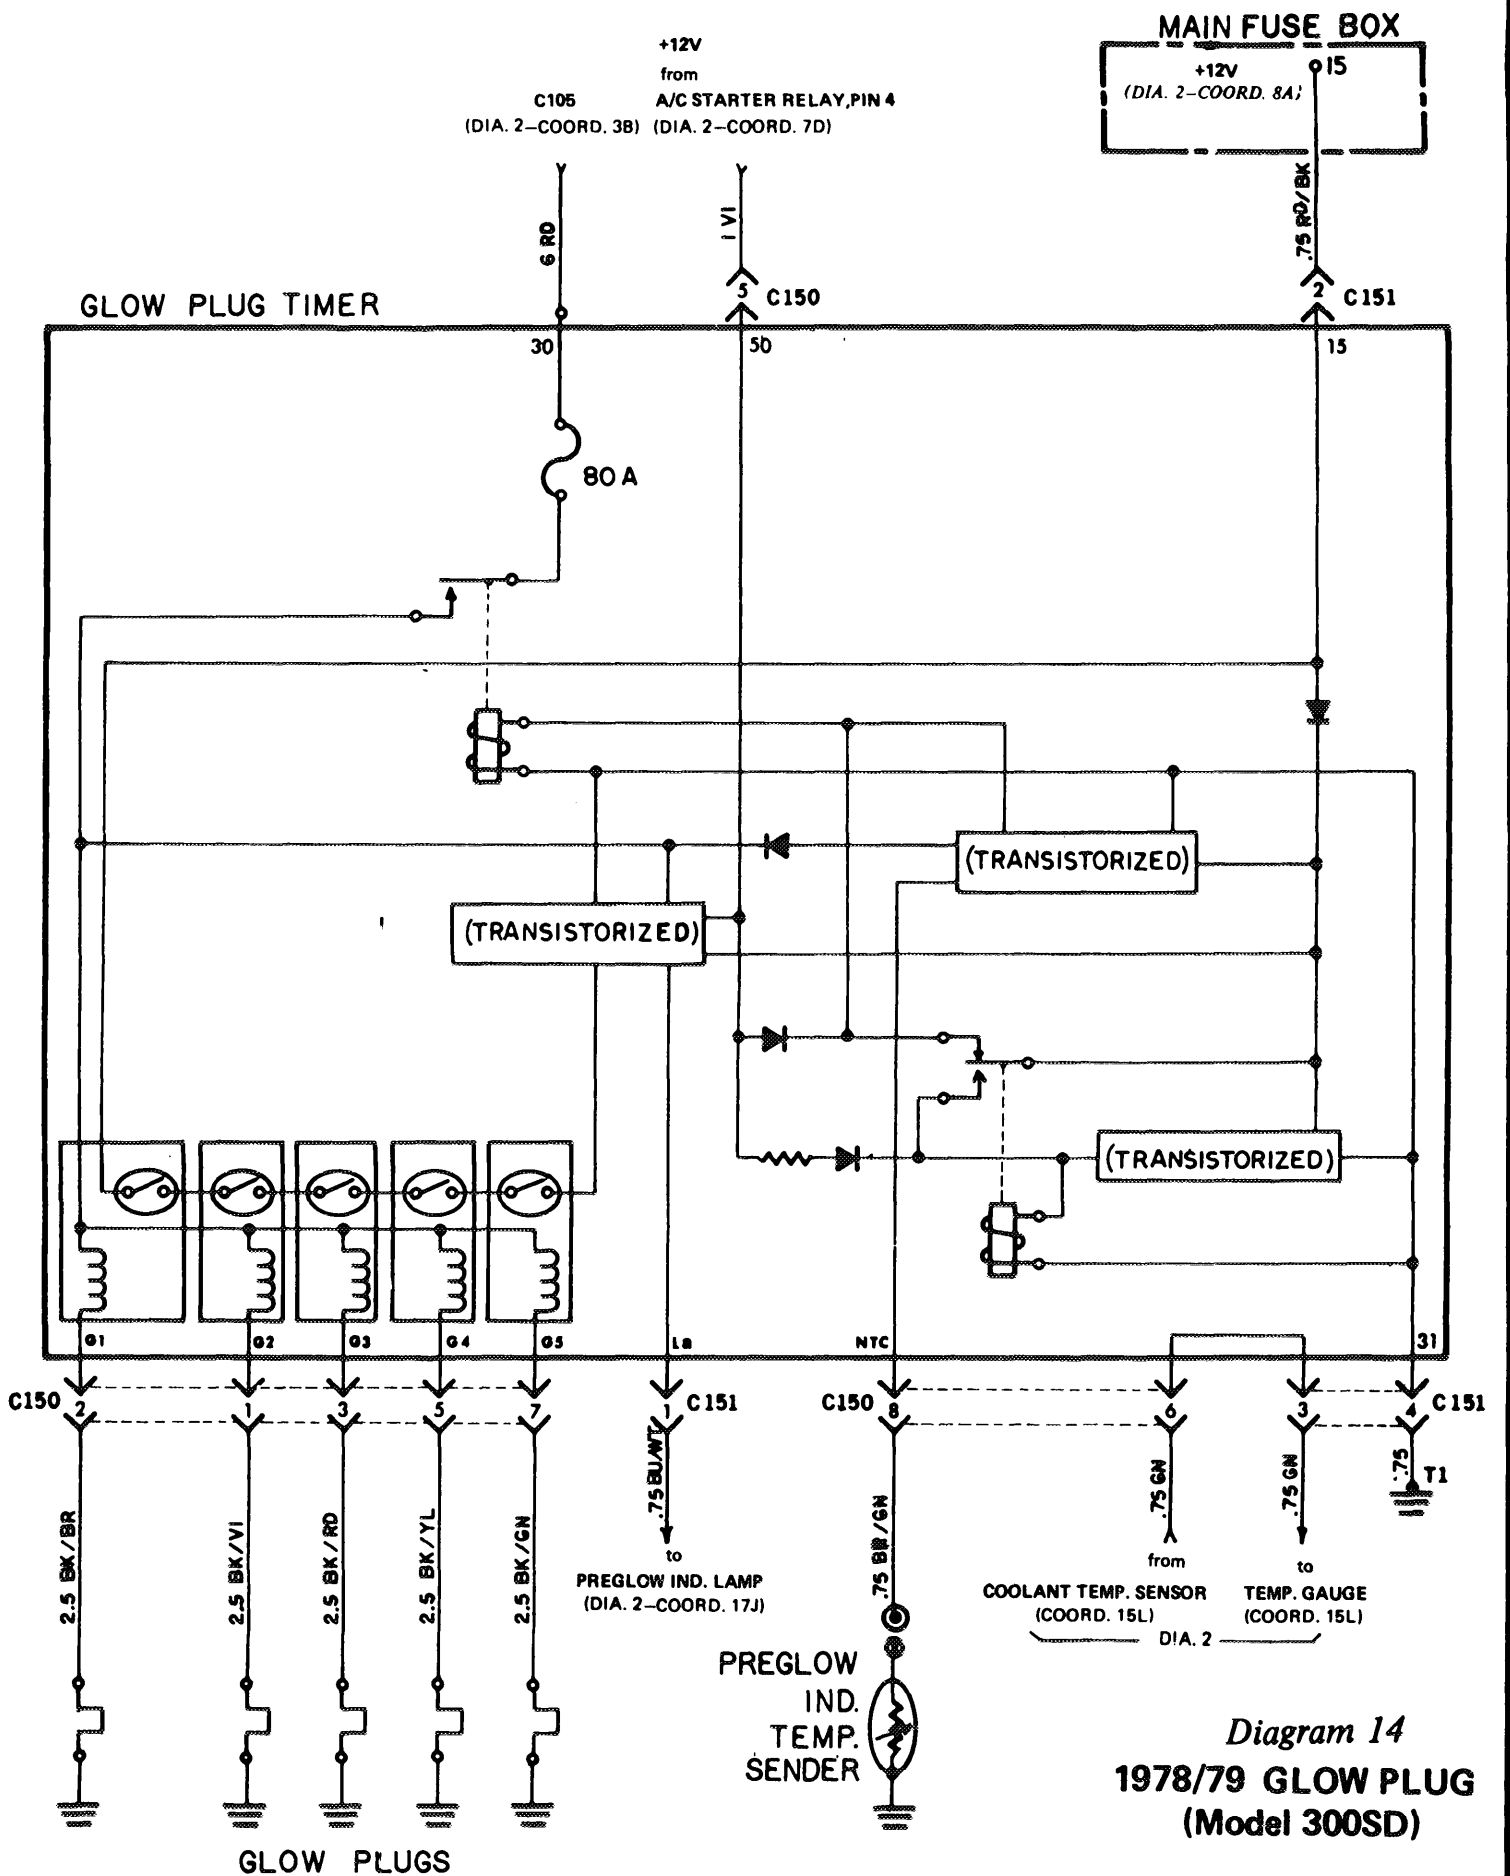 MAIN FUSE BOX
+12V
(DIA. 2-COORD. 8A)
15
+12V
from
A/C STARTER RELAY, PIN 4
(DIA. 2-COORD. 7D)
C105
(DIA. 2-COORD. 3B)
6 RD
1 VI
.75 RD/BK
5 C150
2 C151
GLOW PLUG TIMER
30
50
15
80 A
(TRANSISTORIZED)
(TRANSISTORIZED)
(TRANSISTORIZED)
G1
G2
G3
G4
G5
La
NTC
31
C150
2
1
3
5
7
1
C151
C150
8
6
3
4
C151
2.5 BK/BR
2.5 BK/VI
2.5 BK/RD
2.5 BK/YL
2.5 BK/GN
.75 BU/WT
.75 BR/GN
.75 GN
.75 GN
.75
T1
to
PREGLOW IND. LAMP
(DIA. 2-COORD. 17J)
from
COOLANT TEMP. SENSOR
(COORD. 15L)
to
TEMP. GAUGE
(COORD. 15L)
DIA. 2
PREGLOW
IND.
TEMP.
SENDER
GLOW PLUGS
Diagram 14
1978/79 GLOW PLUG
(Model 300SD)